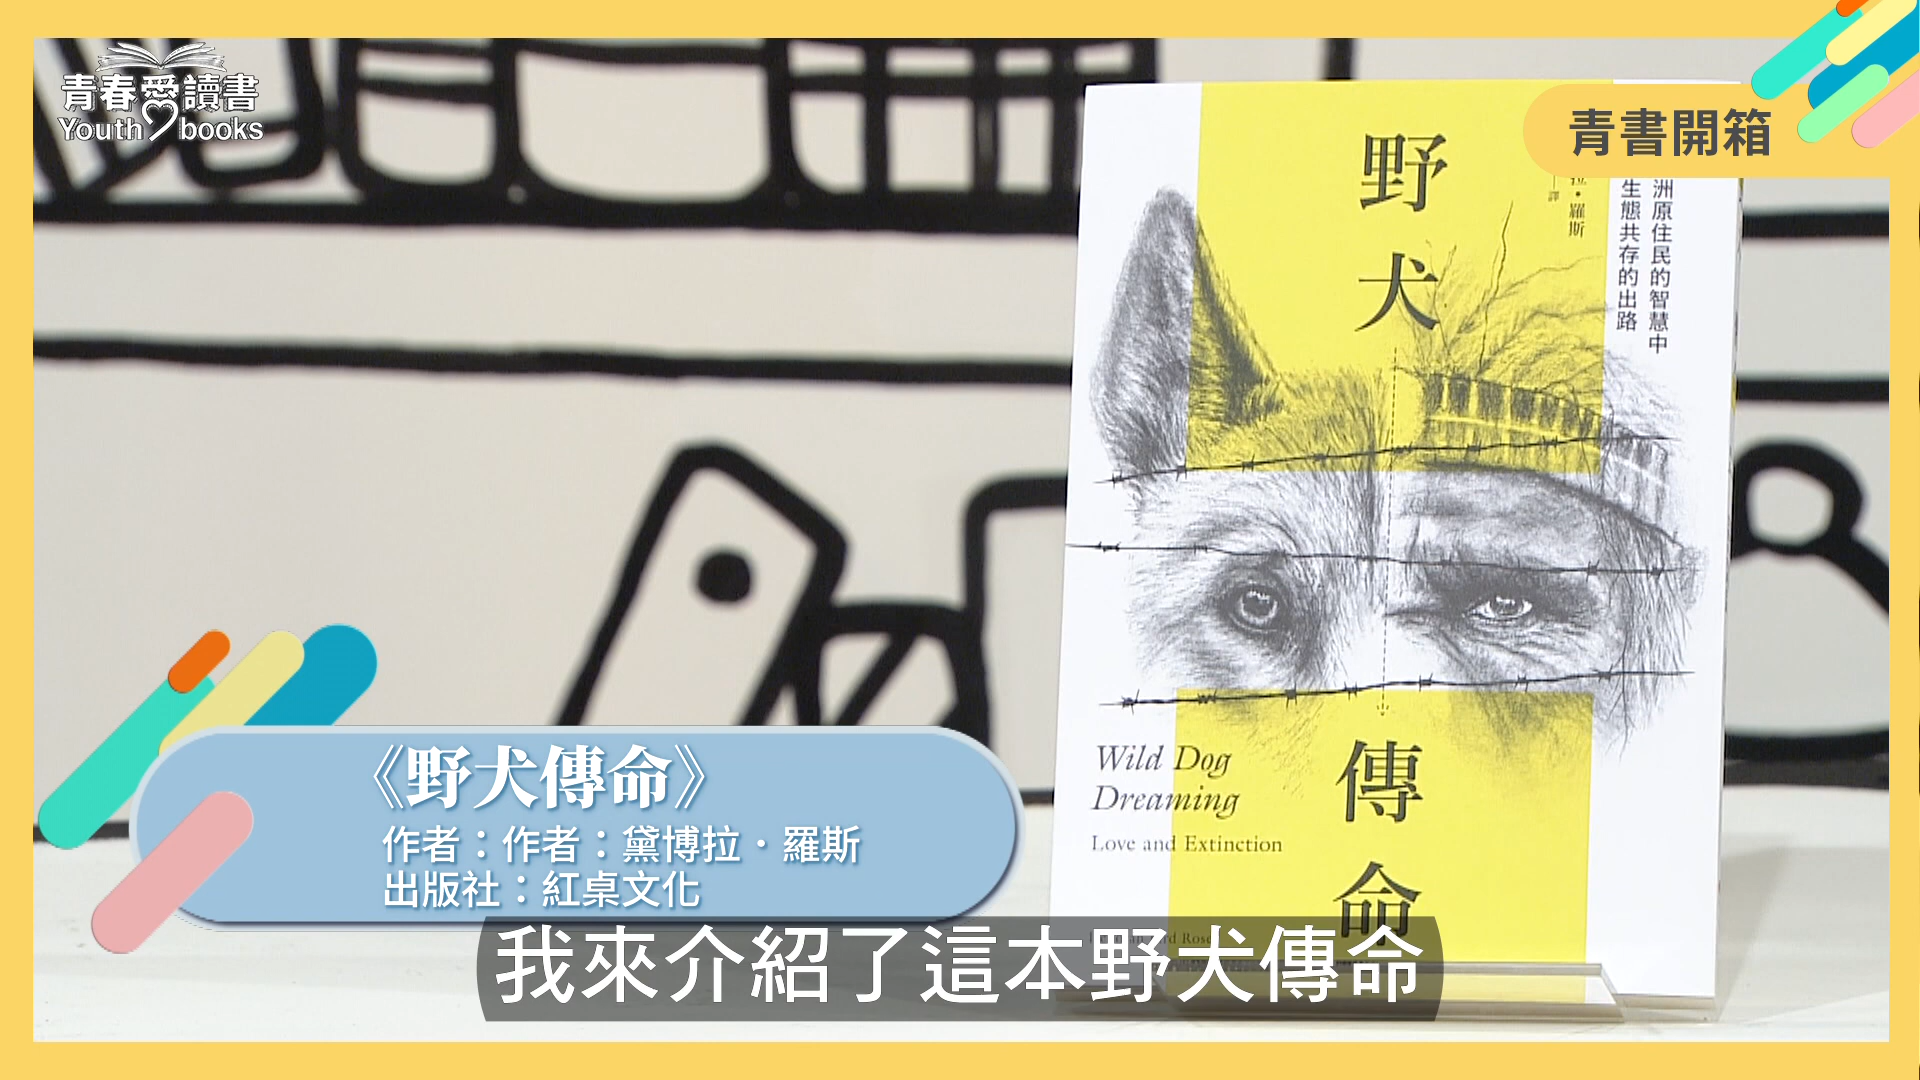 青春愛讀書
Youth books
青書開箱
野犬
傳命
拉・羅斯
譯
洲原住民的智慧中
生態共存的出路
Wild Dog
Dreaming
Love and Extinction
《野犬傳命》
作者：作者：黛博拉・羅斯
出版社：紅桌文化
我來介紹了這本野犬傳命